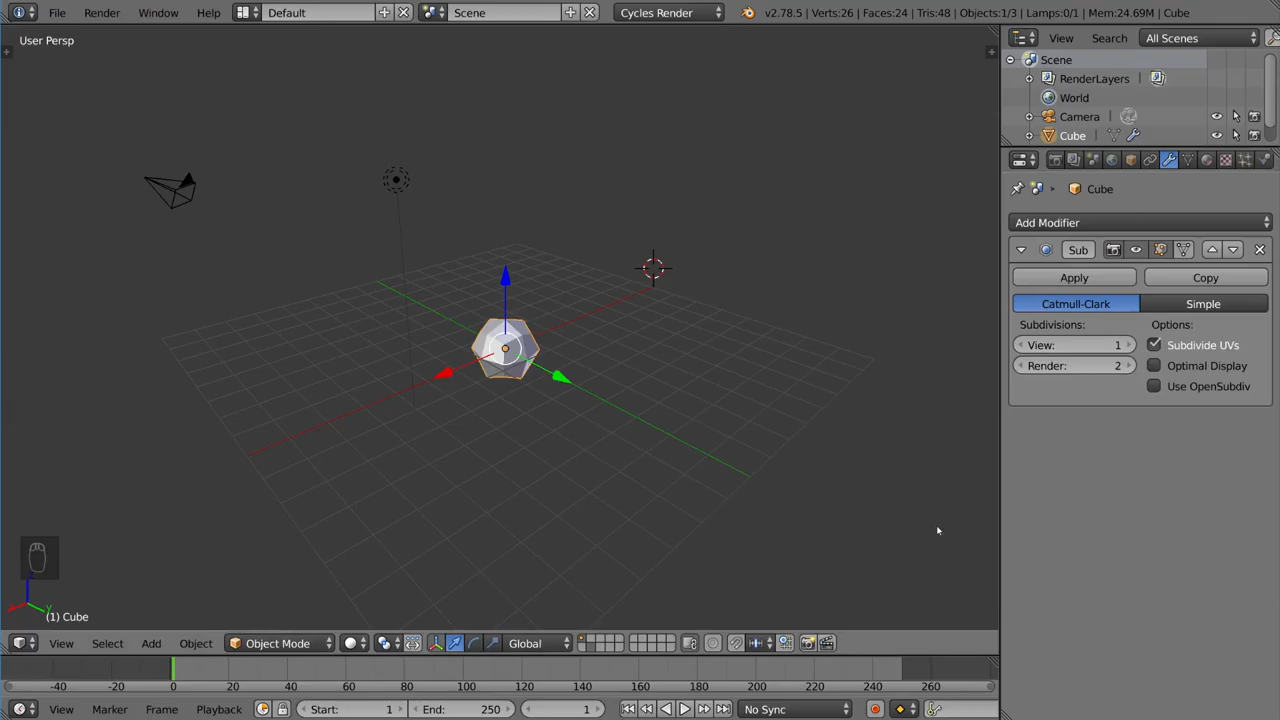 File Render Window Help Default Scene Cycles Render v2.78.5 | Verts:26 | Faces:24 | Tris:48 | Objects:1/3 | Lamps:0/1 | Mem:24.69M | Cube
User Persp
View Search All Scenes
Scene
RenderLayers
World
Camera
Cube
Cube
Add Modifier
Sub
Apply Copy
Catmull-Clark Simple
Subdivisions: Options:
View: 1 Subdivide UVs
Render: 2 Optimal Display
Use OpenSubdiv
z
x y
(1) Cube
View Select Add Object Object Mode Global
-40 -20 0 20 40 60 80 100 120 140 160 180 200 220 240 260
View Marker Frame Playback Start: 1 End: 250 1 No Sync